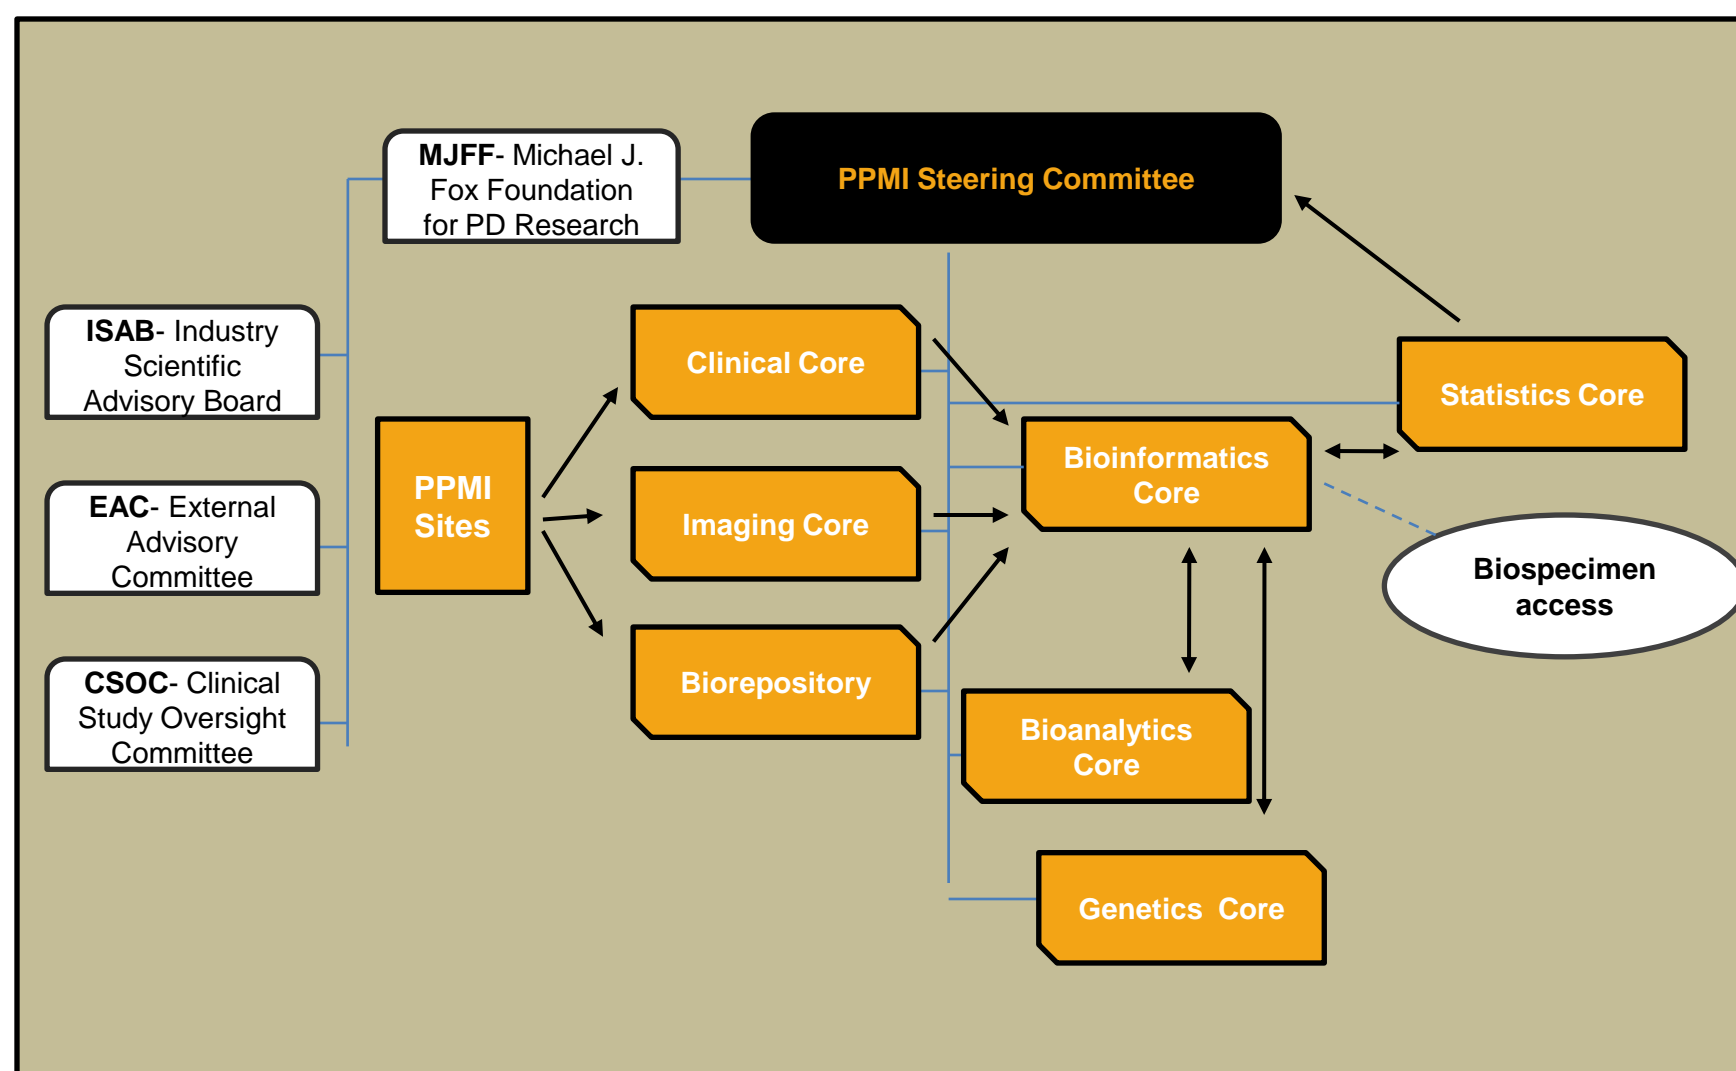 MJFF- Michael J.
Fox Foundation
for PD Research
PPMI Steering Committee
ISAB- Industry
Scientific
Advisory Board
Clinical Core
Statistics Core
PPMI
Sites
Bioinformatics
Core
EAC- External
Advisory
Committee
Imaging Core
Biospecimen
access
CSOC- Clinical
Study Oversight
Committee
Biorepository
Bioanalytics
Core
Genetics Core